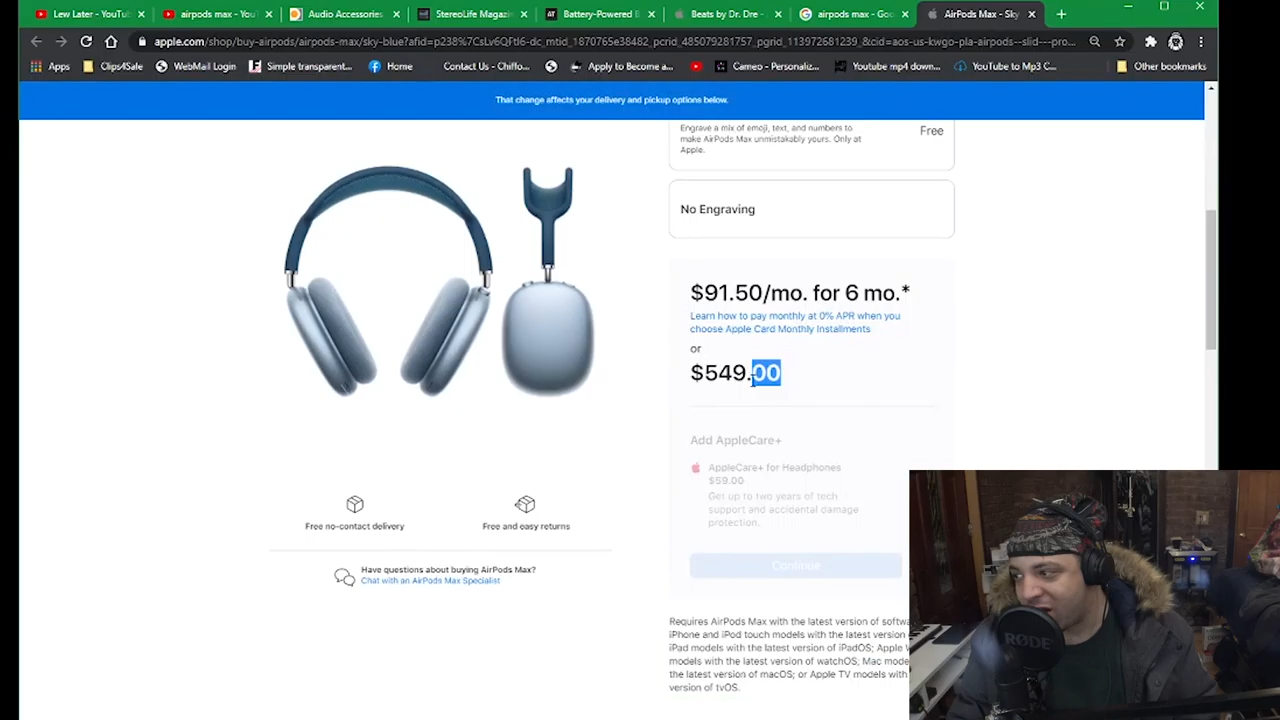 Lew Later - YouTu
airpods max - You
Audio Accessories
StereoLife Magazi
Battery-Powered
Beats by Dr. Dre -
airpods max - Goo
AirPods Max - Sky
apple.com/shop/buy-airpods/airpods-max/sky-blue?afid=p238%7CsLv6QFtI6-dc_mtid_1870765e38482_pcrid_485079281757_pgrid_113972681239_&cid=aos-us-kwgo-pla-airpods--slid---pro...
Apps
Clips4Sale
WebMail Login
Simple transparent...
Home
Contact Us - Chiffo...
Apply to Become a...
Cameo - Personaliz...
Youtube mp4 down...
YouTube to Mp3 C...
Other bookmarks
That change affects your delivery and pickup options below.
Engrave a mix of emoji, text, and numbers to
make AirPods Max unmistakably yours. Only at
Apple.
Free
No Engraving
$91.50/mo. for 6 mo.*
Learn how to pay monthly at 0% APR when you
choose Apple Card Monthly Installments
or
$549.00
Add AppleCare+
AppleCare+ for Headphones
$59.00
Get up to two years of tech
support and accidental damage
protection.
Continue
Free no-contact delivery
Free and easy returns
Have questions about buying AirPods Max?
Chat with an AirPods Max Specialist
Requires AirPods Max with the latest version of softw
iPhone and iPod touch models with the latest version
iPad models with the latest version of iPadOS; Apple
models with the latest version of watchOS; Mac mode
the latest version of macOS; or Apple TV models with
version of tvOS.
RØDE